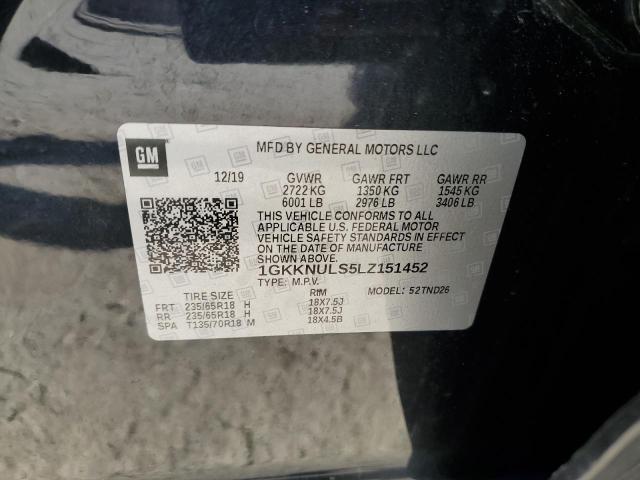 GM
MFD BY GENERAL MOTORS LLC
12/19 GVWR GAWR FRT GAWR RR
2722 KG 1350 KG 1545 KG
6001 LB 2976 LB 3406 LB
THIS VEHICLE CONFORMS TO ALL
APPLICABLE U.S. FEDERAL MOTOR
VEHICLE SAFETY STANDARDS IN EFFECT
ON THE DATE OF MANUFACTURE
1GKKNULS5LZ151452
TYPE: M.P.V. MODEL: 52TND26
TIRE SIZE RIM
FRT 235/65R18 H 18X7.5J
RR 235/65R18 H 18X7.5J
SPA T135/70R18 M 18X4.5B